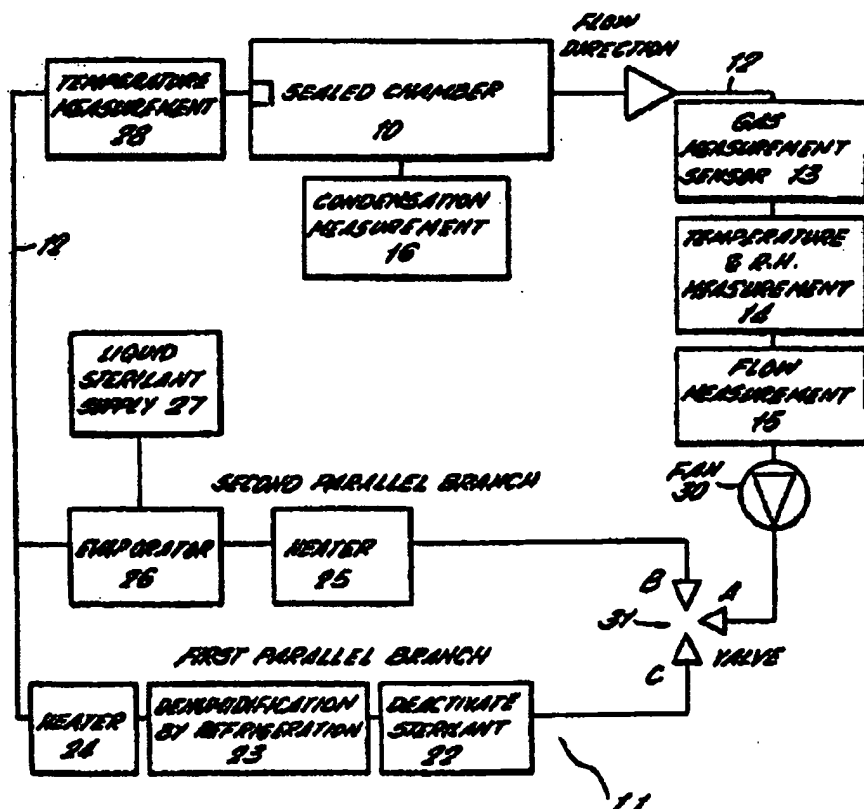 FLOW
DIRECTION
TEMPERATURE
MEASUREMENT
28
SEALED CHAMBER
10
12
GAS
MEASUREMENT
SENSOR 13
CONDENSATION
MEASUREMENT
16
TEMPERATURE
& R.H.
MEASUREMENT
14
12
LIQUID
STERILANT
SUPPLY 27
FLOW
MEASUREMENT
15
SECOND PARALLEL BRANCH
FAN
30
EVAPORATOR
26
HEATER
25
B
A
31
FIRST PARALLEL BRANCH
C
VALVE
HEATER
24
DEHUMIDIFICATION
BY REFRIGERATION
23
DEACTIVATE
STERILANT
22
11